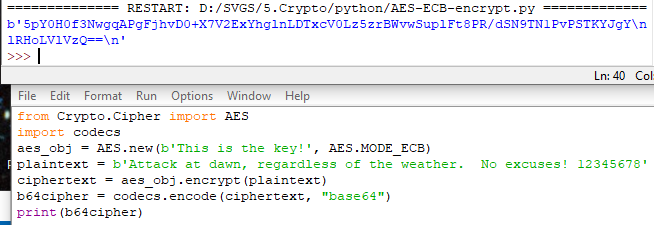 ============== RESTART: D:/SVGS/5.Crypto/python/AES-ECB-encrypt.py =============
b'5pY0H0f3NwgqAPgFjhvD0+X7V2ExYhglnLDTxcV0Lz5zrBWvwSuplFt8PR/dSN9TN1PvPSTKYJgY\n
lRHoLVlVzQ==\n'
>>>
Ln: 40 Col
File Edit Format Run Options Window Help
from Crypto.Cipher import AES
import codecs
aes_obj = AES.new(b'This is the key!', AES.MODE_ECB)
plaintext = b'Attack at dawn, regardless of the weather.  No excuses! 12345678'
ciphertext = aes_obj.encrypt(plaintext)
b64cipher = codecs.encode(ciphertext, "base64")
print(b64cipher)